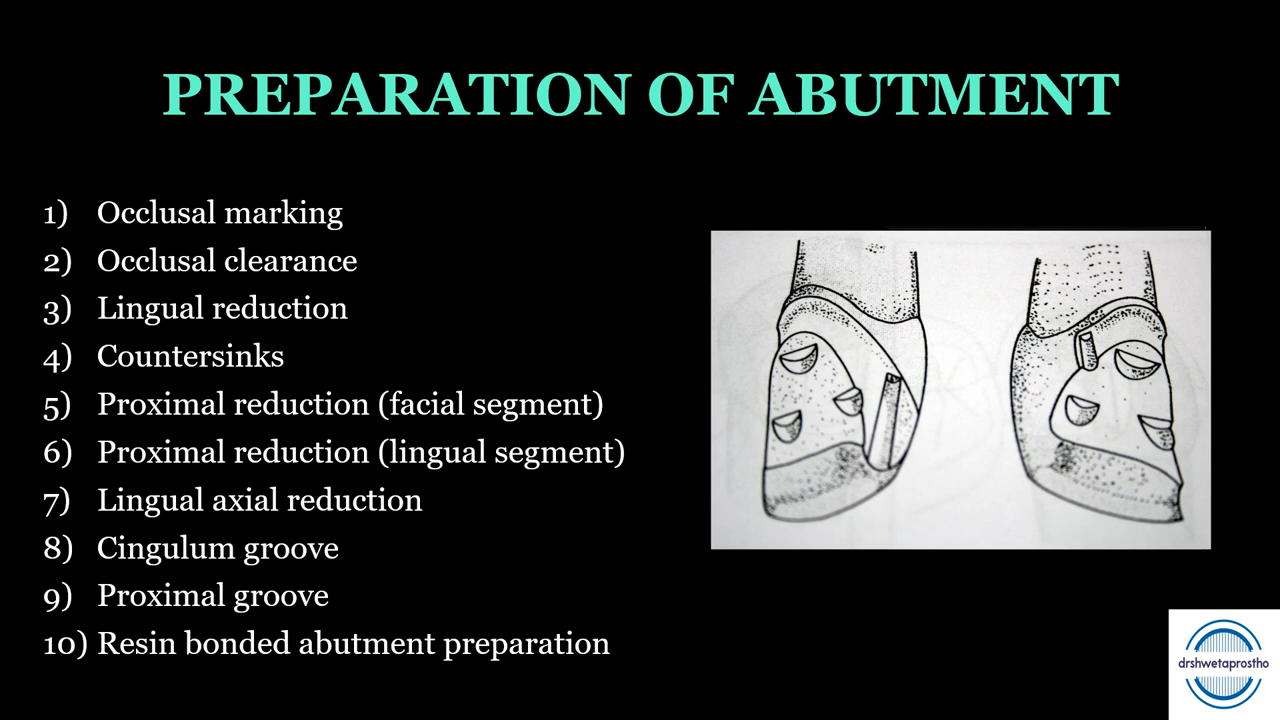 PREPARATION OF ABUTMENT
1) Occlusal marking
2) Occlusal clearance
3) Lingual reduction
4) Countersinks
5) Proximal reduction (facial segment)
6) Proximal reduction (lingual segment)
7) Lingual axial reduction
8) Cingulum groove
9) Proximal groove
10) Resin bonded abutment preparation
drshwetaprostho